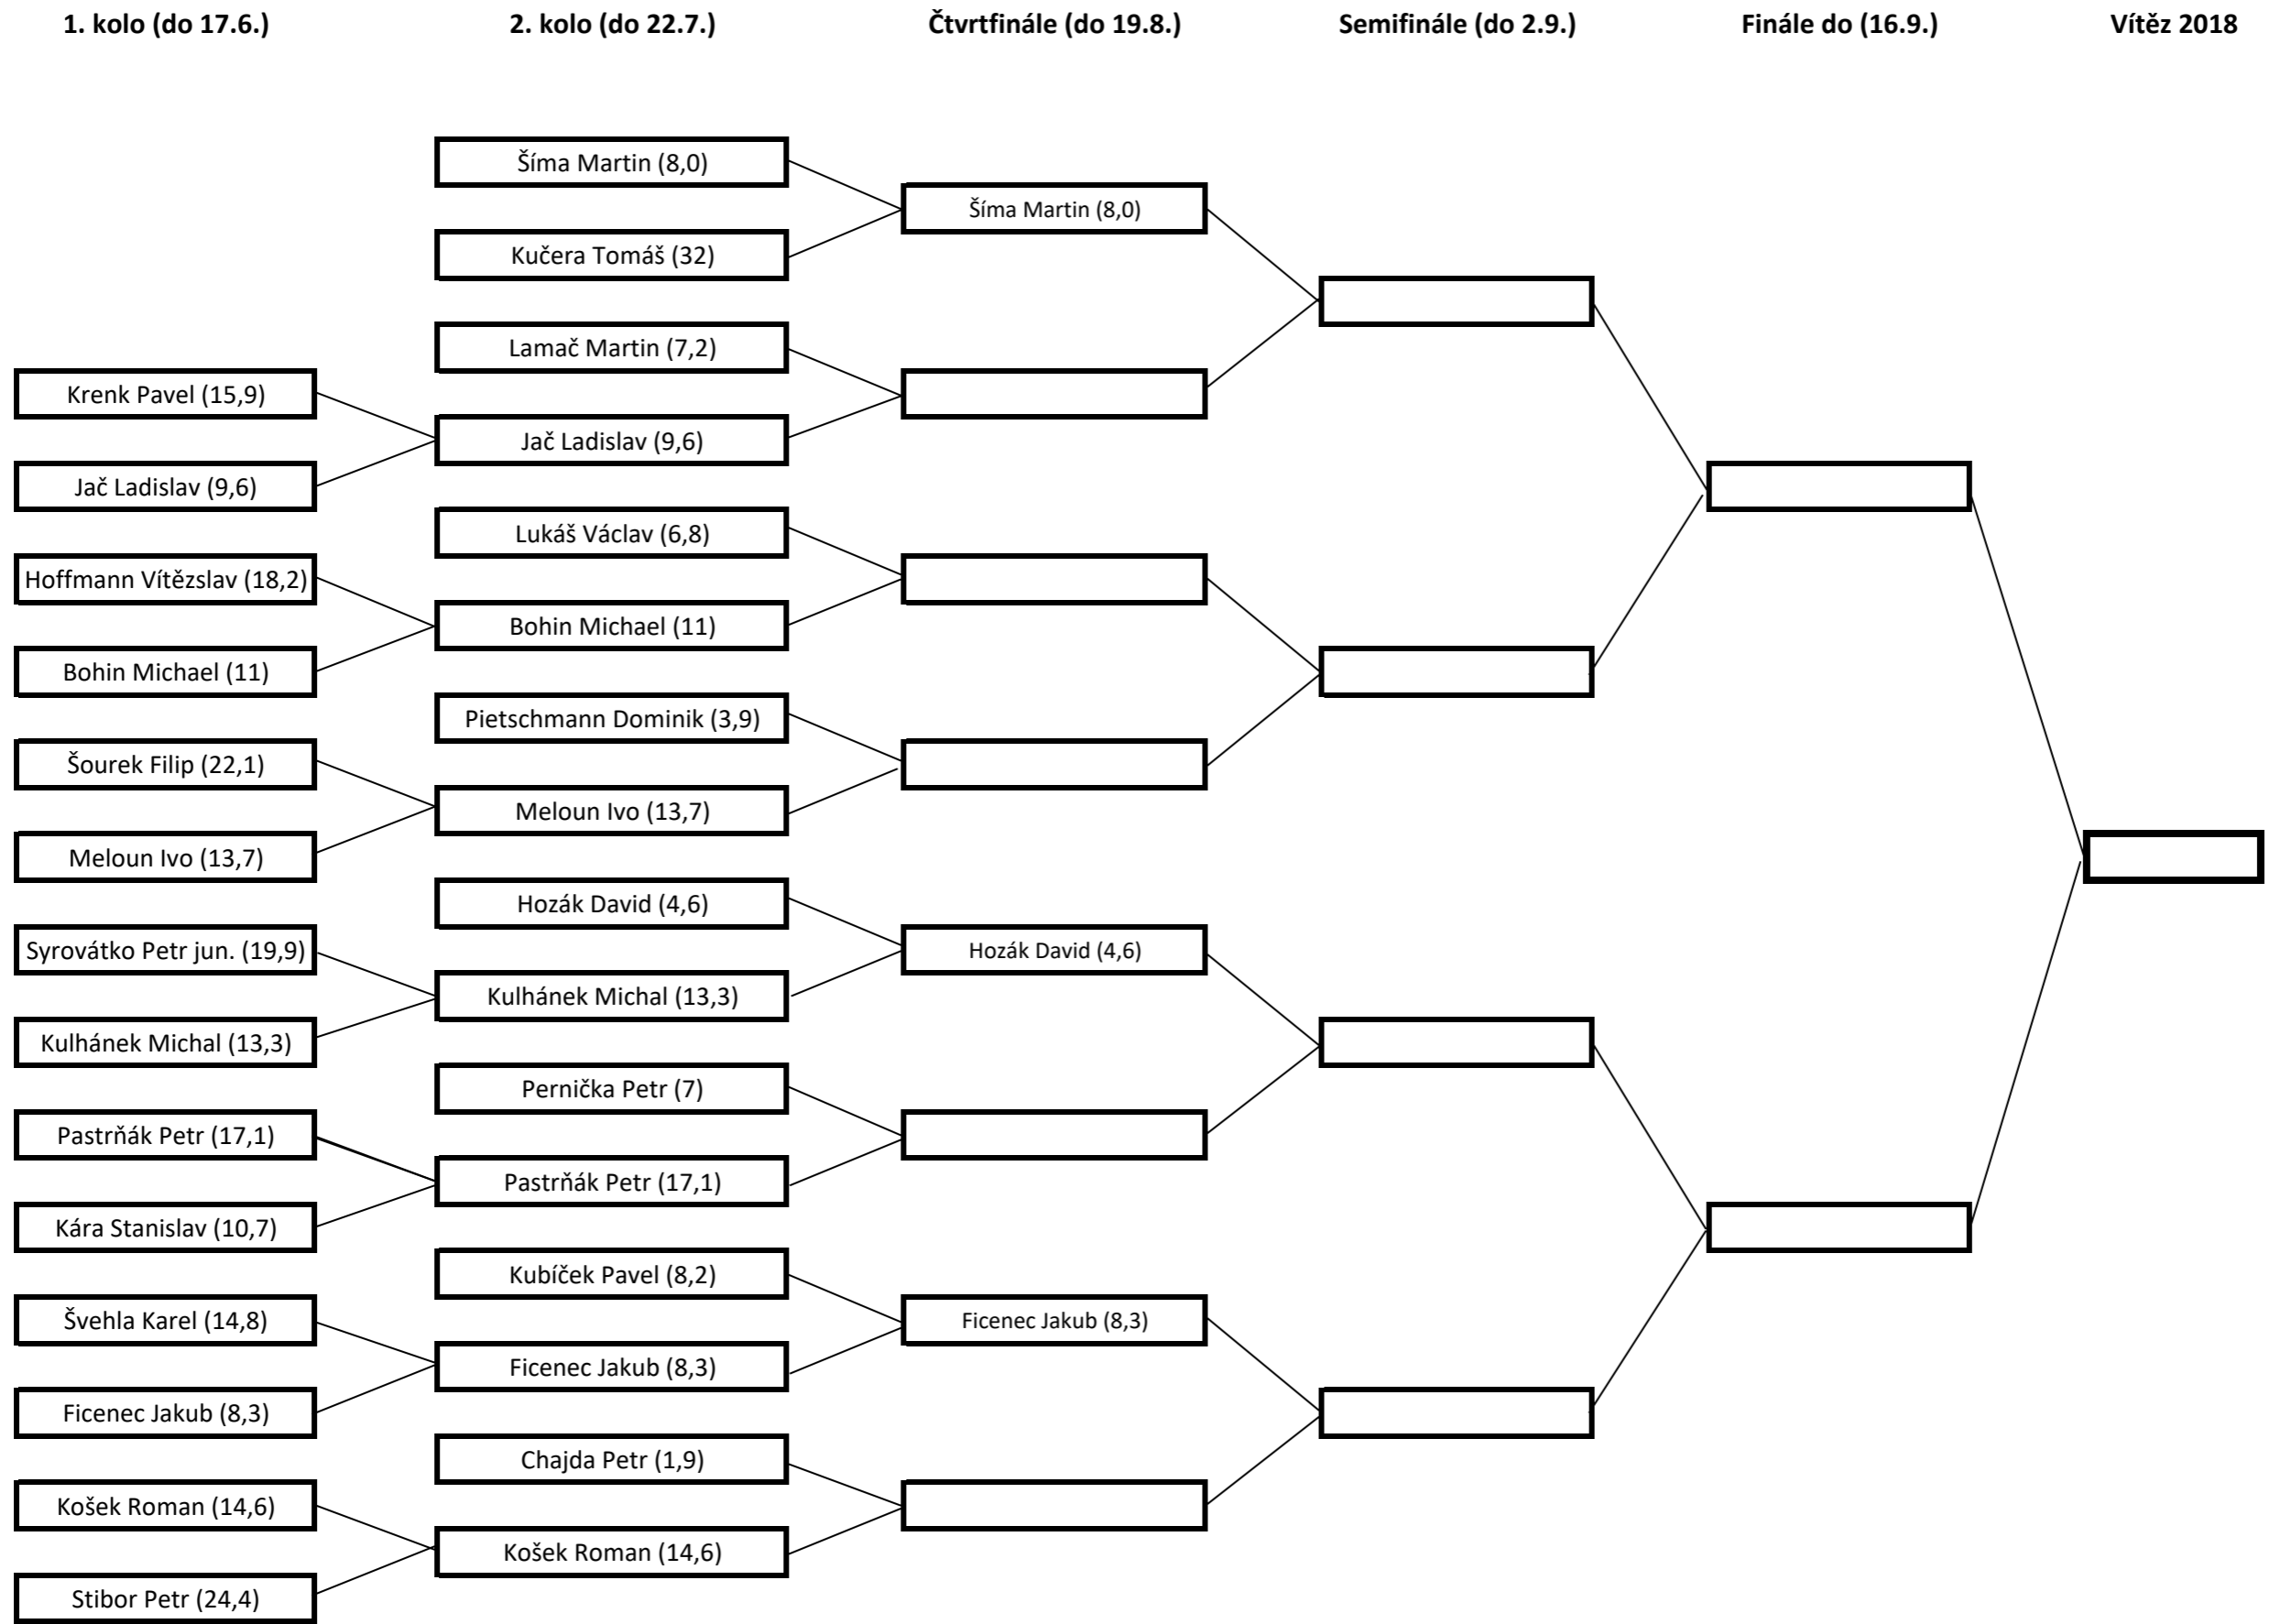 1. kolo (do 17.6.)
2. kolo (do 22.7.)
Čtvrtfinále (do 19.8.)
Semifinále (do 2.9.)
Finále do (16.9.)
Vítěz 2018
Krenk Pavel (15,9)
Jač Ladislav (9,6)
Hoffmann Vítězslav (18,2)
Bohin Michael (11)
Šourek Filip (22,1)
Meloun Ivo (13,7)
Syrovátko Petr jun. (19,9)
Kulhánek Michal (13,3)
Pastrňák Petr (17,1)
Kára Stanislav (10,7)
Švehla Karel (14,8)
Ficenec Jakub (8,3)
Košek Roman (14,6)
Stibor Petr (24,4)
Šíma Martin (8,0)
Kučera Tomáš (32)
Lamač Martin (7,2)
Jač Ladislav (9,6)
Lukáš Václav (6,8)
Bohin Michael (11)
Pietschmann Dominik (3,9)
Meloun Ivo (13,7)
Hozák David (4,6)
Kulhánek Michal (13,3)
Pernička Petr (7)
Pastrňák Petr (17,1)
Kubíček Pavel (8,2)
Ficenec Jakub (8,3)
Chajda Petr (1,9)
Košek Roman (14,6)
Šíma Martin (8,0)
Hozák David (4,6)
Ficenec Jakub (8,3)